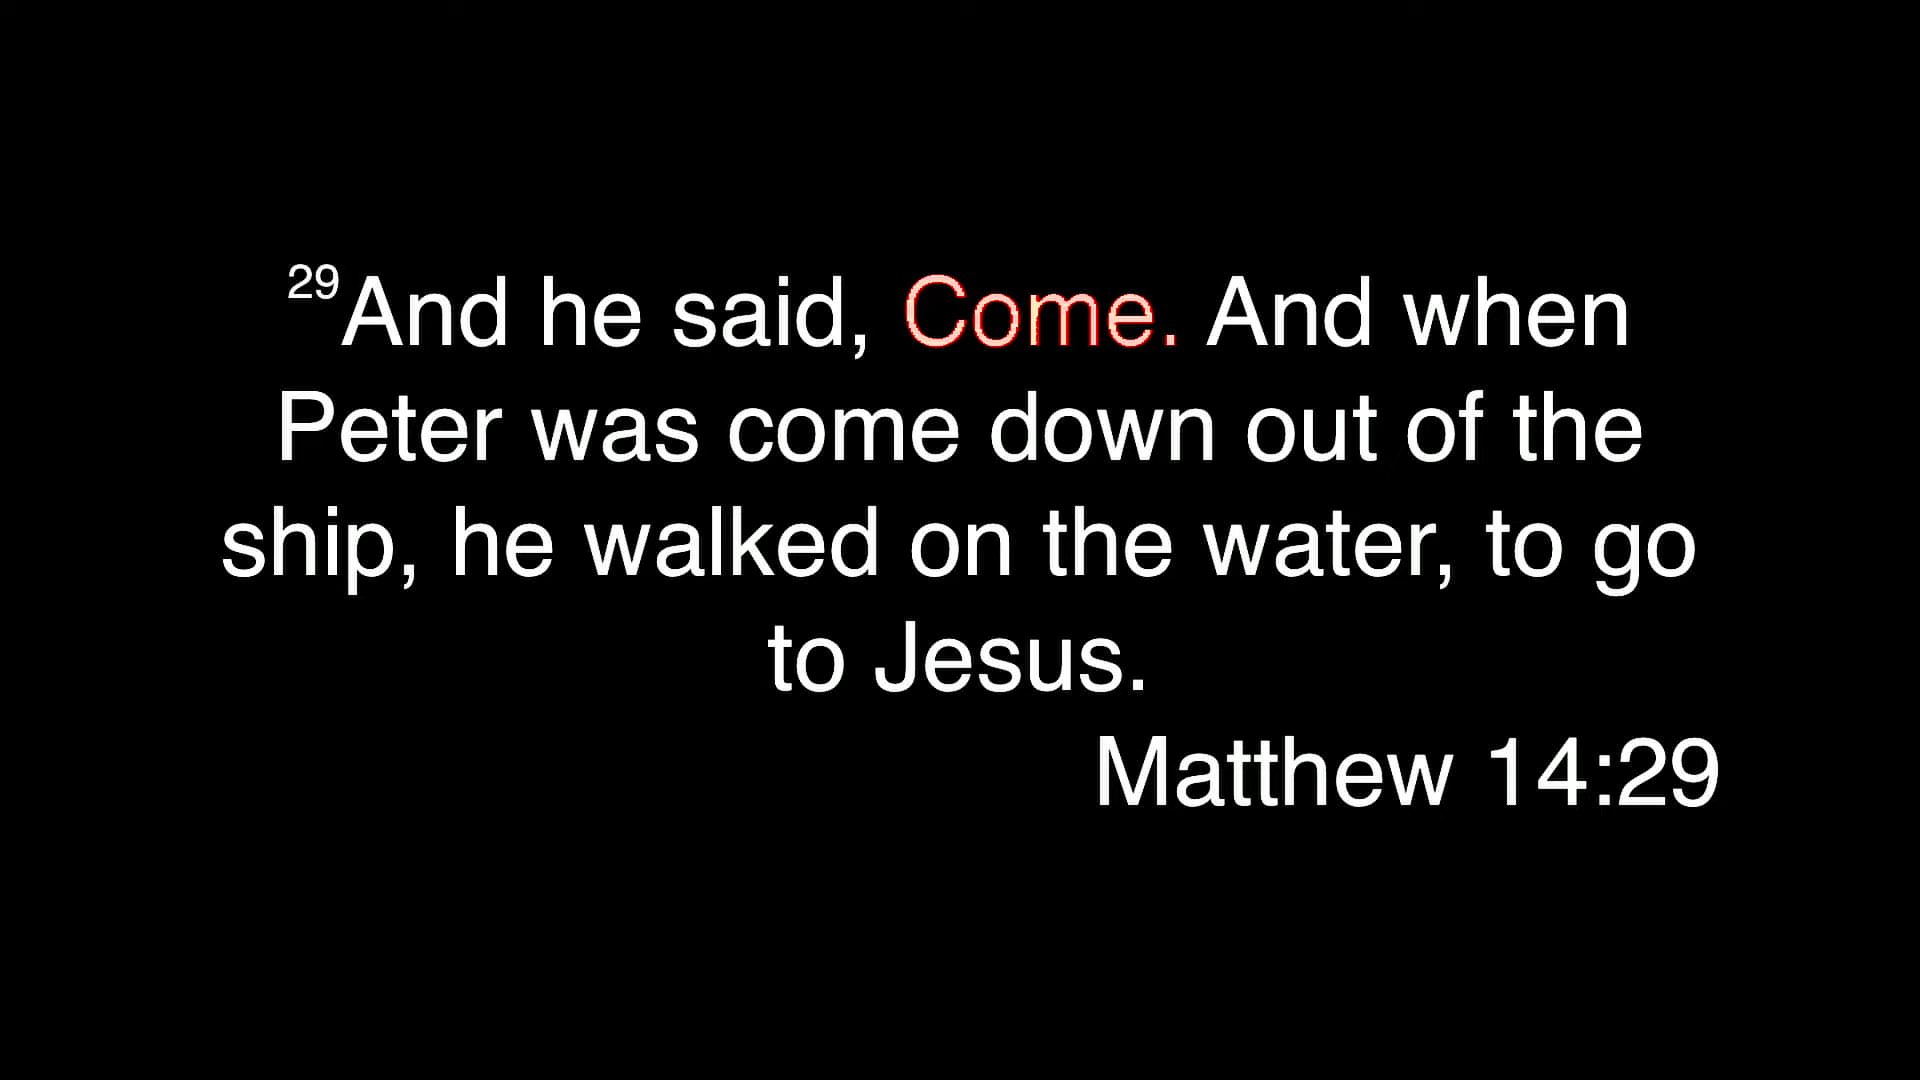 29And he said, Come. And when
Peter was come down out of the
ship, he walked on the water, to go
to Jesus.
Matthew 14:29